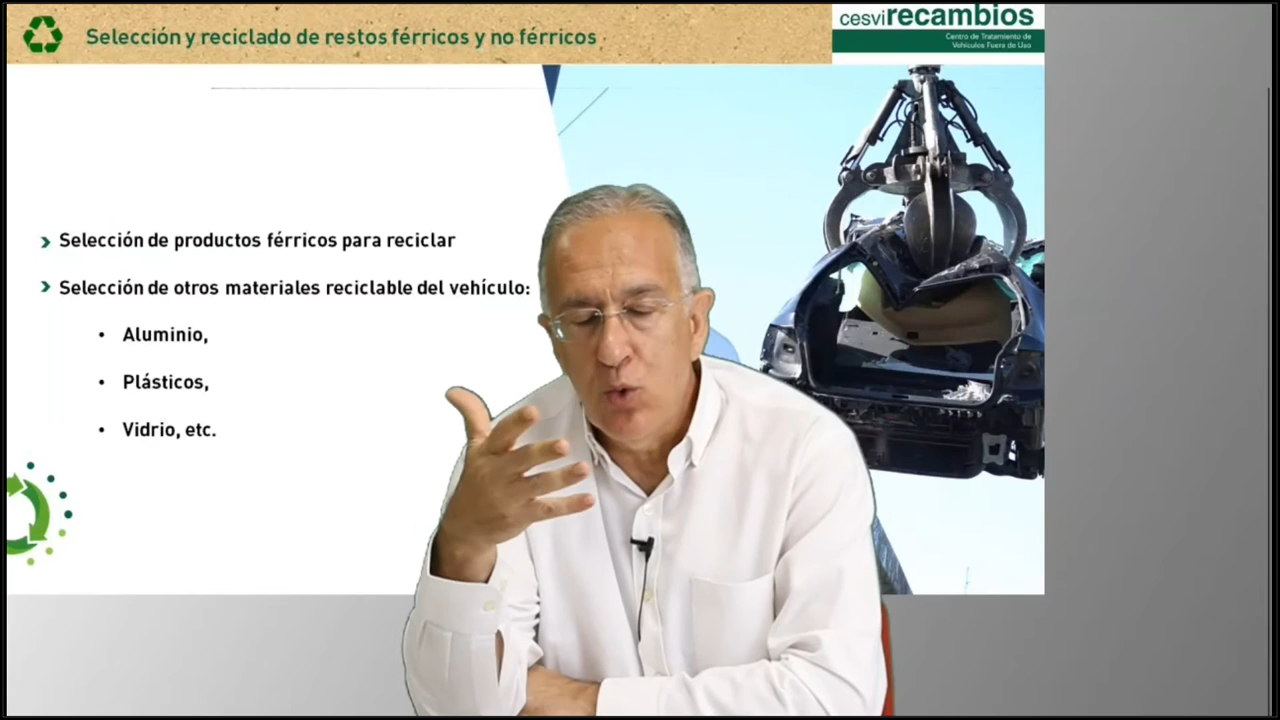 Selección y reciclado de restos férricos y no férricos
cesvirecambios
Centro de Tratamiento de
Vehículos Fuera de Uso
Selección de productos férricos para reciclar
Selección de otros materiales reciclable del vehículo:
• Aluminio,
• Plásticos,
• Vidrio, etc.